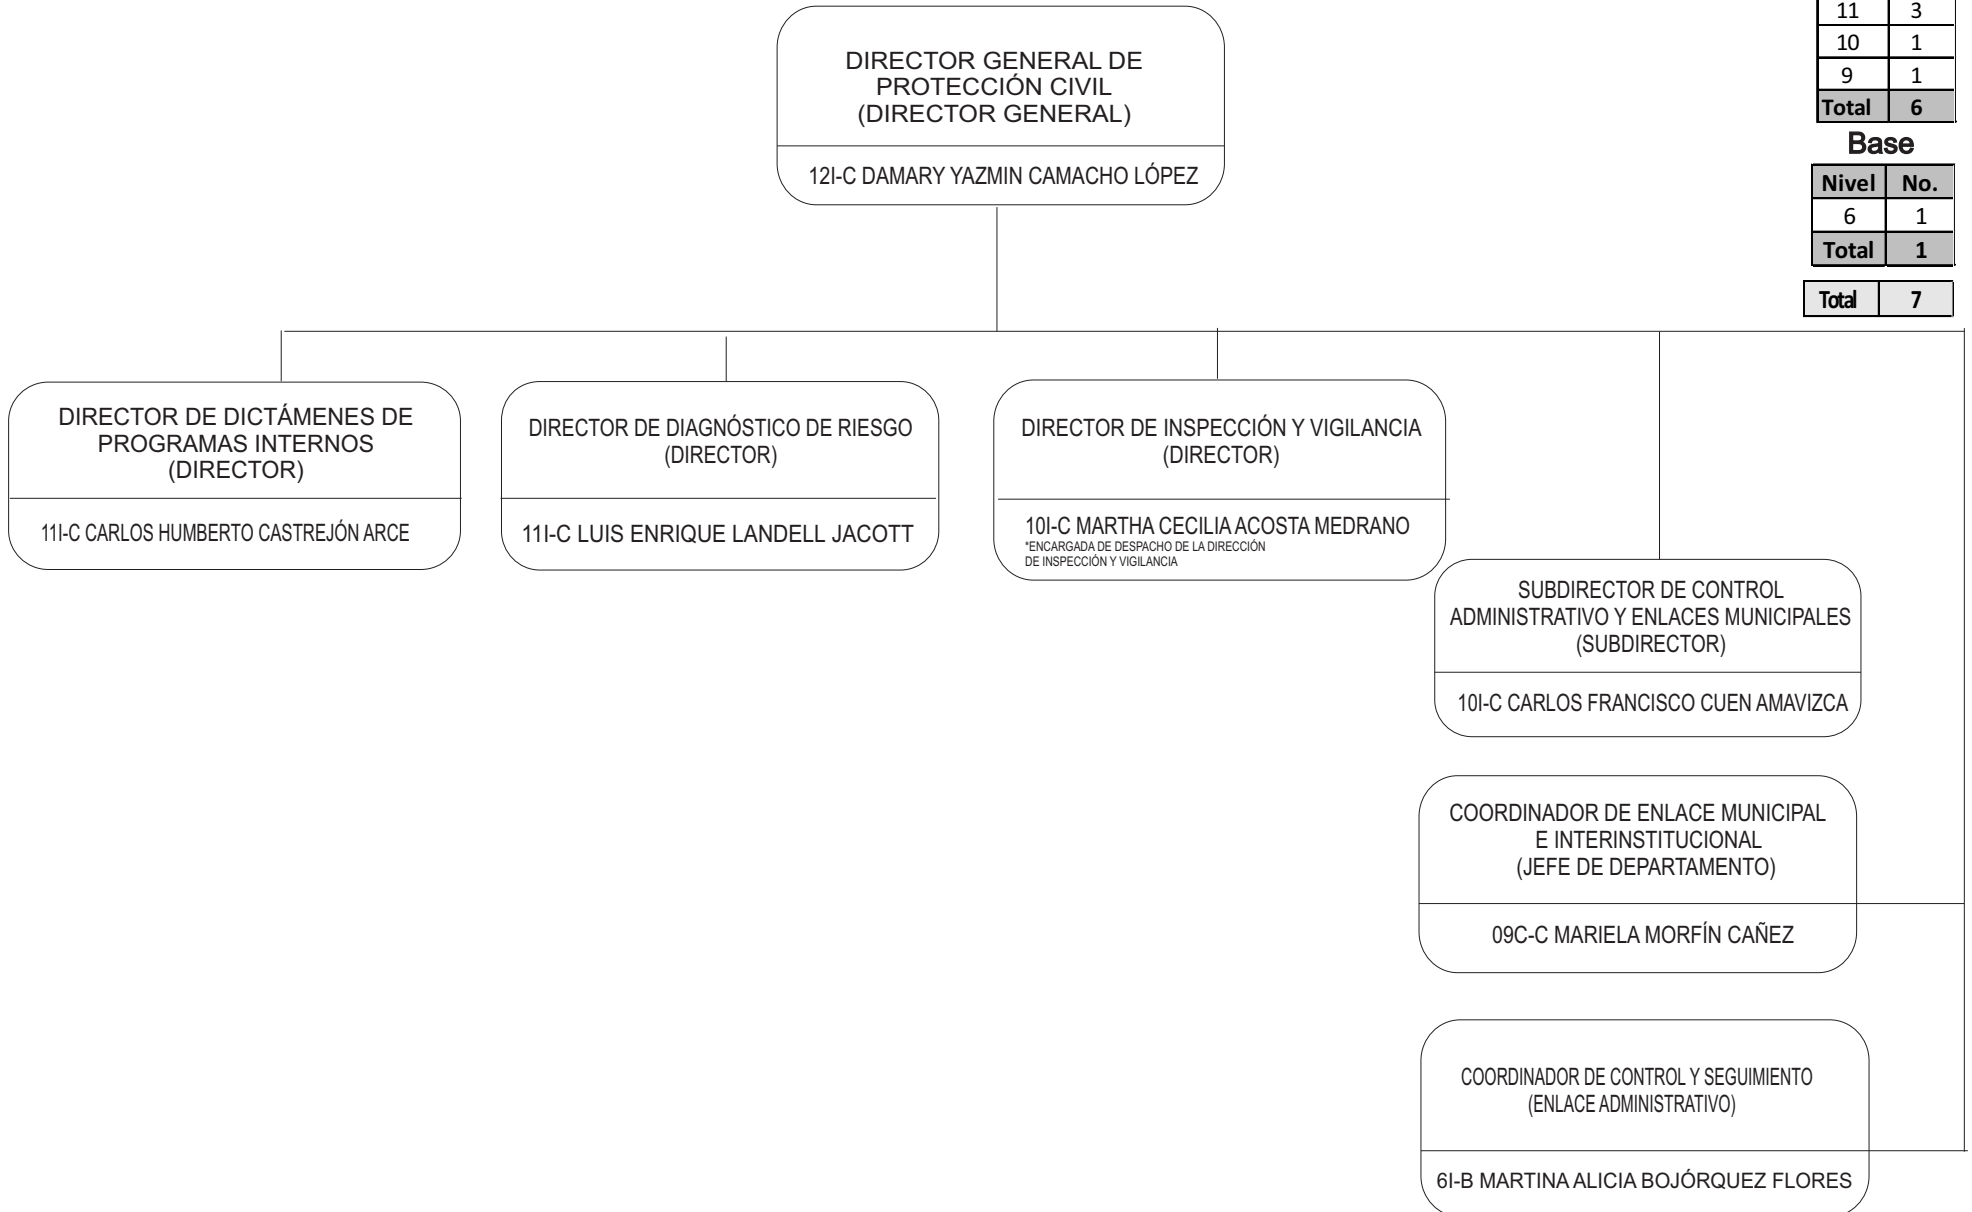 DIRECTOR GENERAL DE
PROTECCIÓN CIVIL
(DIRECTOR GENERAL)
12I-C DAMARY YAZMIN CAMACHO LÓPEZ
11 3
10 1
9 1
Total 6
Base
Nivel No.
6 1
Total 1
Total 7
DIRECTOR DE DICTÁMENES DE
PROGRAMAS INTERNOS
(DIRECTOR)
11I-C CARLOS HUMBERTO CASTREJÓN ARCE
DIRECTOR DE DIAGNÓSTICO DE RIESGO
(DIRECTOR)
11I-C LUIS ENRIQUE LANDELL JACOTT
DIRECTOR DE INSPECCIÓN Y VIGILANCIA
(DIRECTOR)
10I-C MARTHA CECILIA ACOSTA MEDRANO
*ENCARGADA DE DESPACHO DE LA DIRECCIÓN
DE INSPECCIÓN Y VIGILANCIA
SUBDIRECTOR DE CONTROL
ADMINISTRATIVO Y ENLACES MUNICIPALES
(SUBDIRECTOR)
10I-C CARLOS FRANCISCO CUEN AMAVIZCA
COORDINADOR DE ENLACE MUNICIPAL
E INTERINSTITUCIONAL
(JEFE DE DEPARTAMENTO)
09C-C MARIELA MORFÍN CAÑEZ
COORDINADOR DE CONTROL Y SEGUIMIENTO
(ENLACE ADMINISTRATIVO)
6I-B MARTINA ALICIA BOJÓRQUEZ FLORES